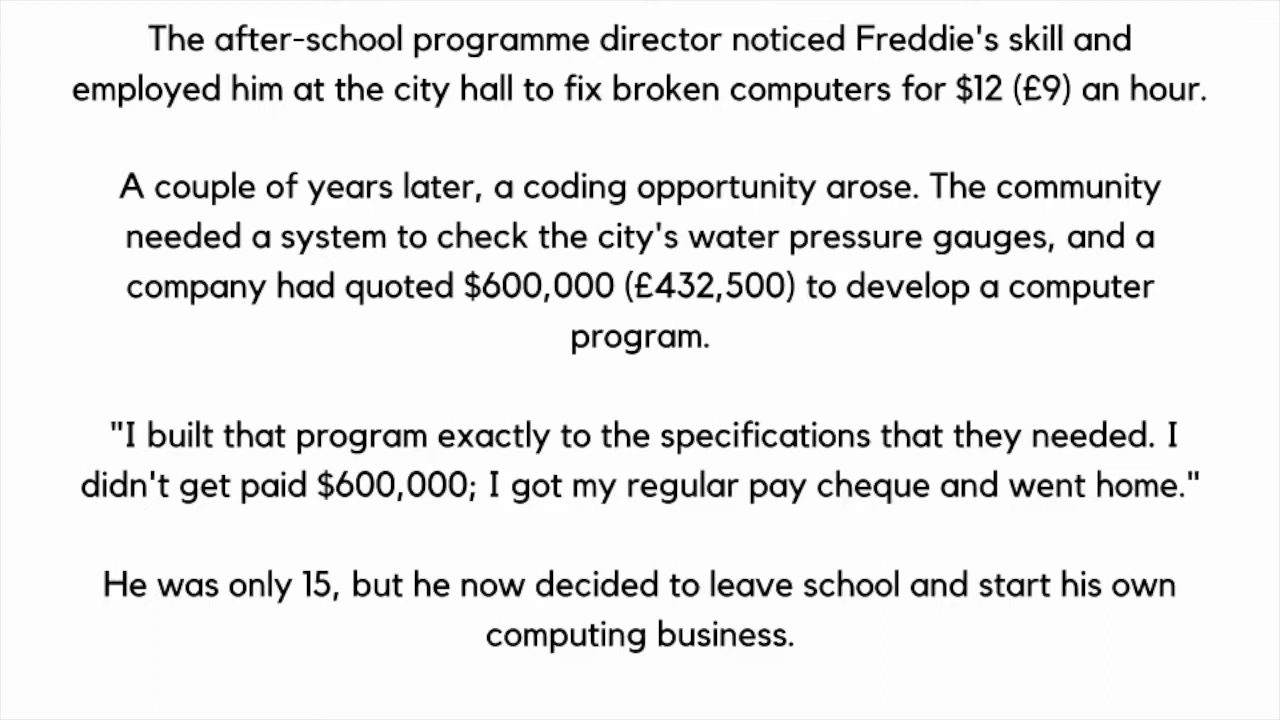 The after-school programme director noticed Freddie's skill and
employed him at the city hall to fix broken computers for $12 (£9) an hour.
A couple of years later, a coding opportunity arose. The community
needed a system to check the city's water pressure gauges, and a
company had quoted $600,000 (£432,500) to develop a computer
program.
"I built that program exactly to the specifications that they needed. I
didn't get paid $600,000; I got my regular pay cheque and went home."
He was only 15, but he now decided to leave school and start his own
computing business.